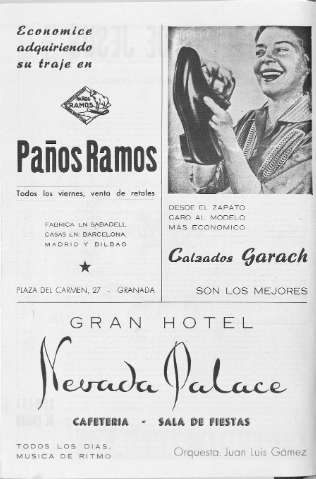 Economice
adquiriendo
su traje en
PAÑOS
RAMOS
Paños Ramos
Todos los viernes, venta de retales
FABRICA EN SABADELL
CASAS EN BARCELONA,
MADRID Y BILBAO
PLAZA DEL CARMEN, 27 - GRANADA
DESDE EL ZAPATO
CARO AL MODELO
MAS ECONOMICO
Calzados Garach
SON LOS MEJORES
GRAN HOTEL
Nevada Palace
CAFETERIA - SALA DE FIESTAS
TODOS LOS DIAS,
MUSICA DE RITMO
Orquesta: Juan Luis Gámez